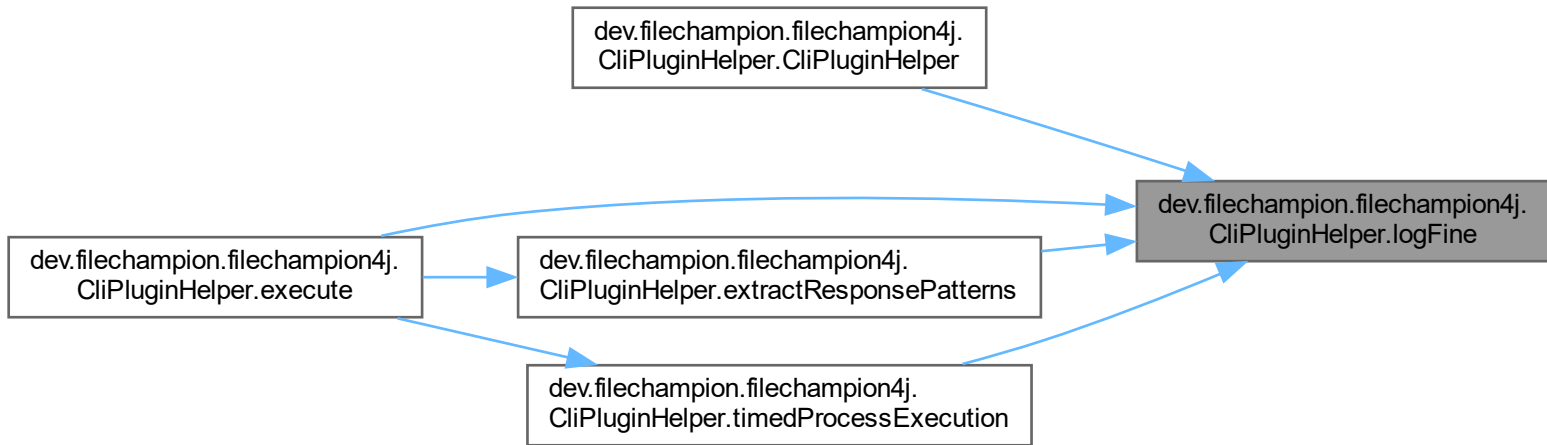 dev.filechampion.filechampion4j.
CliPluginHelper.CliPluginHelper
dev.filechampion.filechampion4j.
CliPluginHelper.logFine
dev.filechampion.filechampion4j.
CliPluginHelper.execute
dev.filechampion.filechampion4j.
CliPluginHelper.extractResponsePatterns
dev.filechampion.filechampion4j.
CliPluginHelper.timedProcessExecution